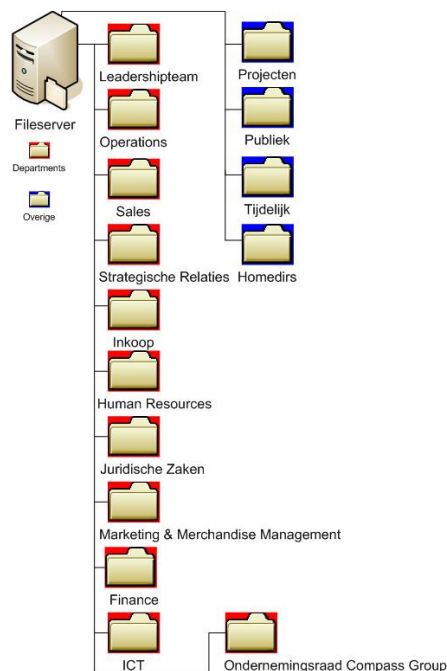 Fileserver
Departments
Overige
Leadershipteam
Operations
Sales
Strategische Relaties
Inkoop
Human Resources
Juridische Zaken
Marketing & Merchandise Management
Finance
ICT
Ondernemingsraad Compass Group
Projecten
Publiek
Tijdelijk
Homedirs